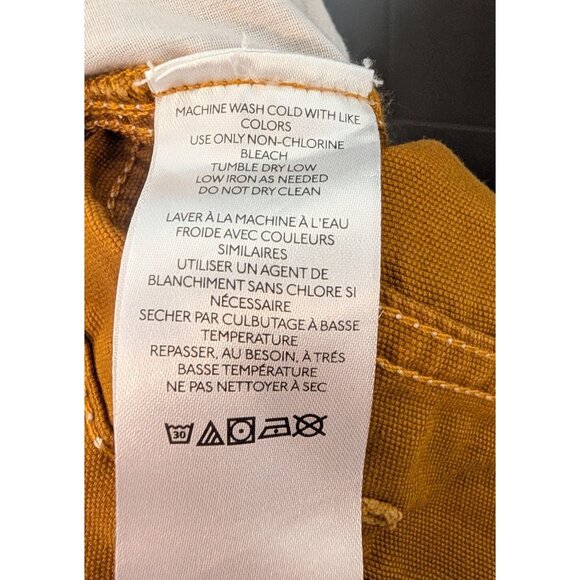 MACHINE WASH COLD WITH LIKE
COLORS
USE ONLY NON-CHLORINE
BLEACH
TUMBLE DRY LOW
LOW IRON AS NEEDED
DO NOT DRY CLEAN
LAVER À LA MACHINE À L'EAU
FROIDE AVEC COULEURS
SIMILAIRES
UTILISER UN AGENT DE
BLANCHIMENT SANS CHLORE SI
NÉCESSAIRE
SECHER PAR CULBUTAGE À BASSE
TEMPERATURE
REPASSER, AU BESOIN, À TRÉS
BASSE TEMPÉRATURE
NE PAS NETTOYER À SEC
30